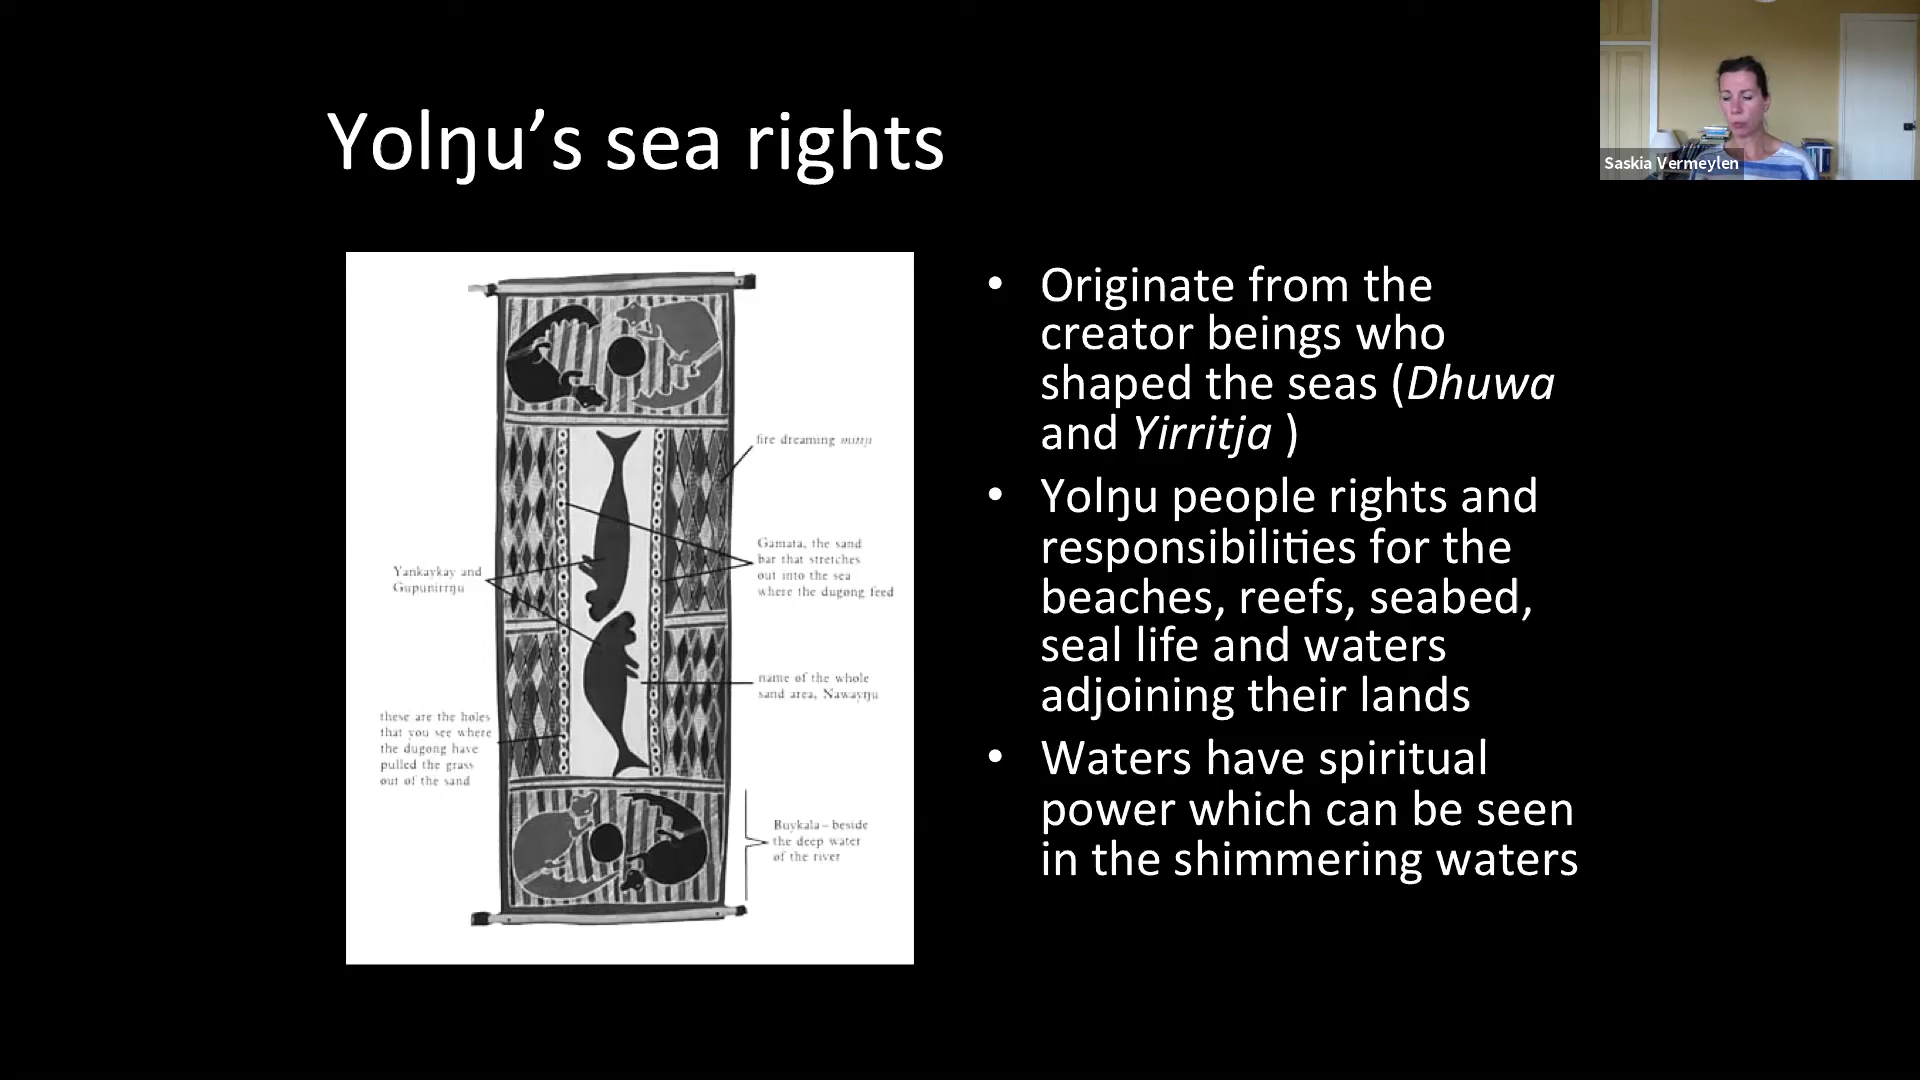 Saskia Vermeylen
Yolŋu’s sea rights
fire dreaming
Gamata, the sand
bar that stretches
out into the sea
where the dugong feed
Yankaykay and
Gupunirrŋu
name of the whole
sand area, Nawayŋu
these are the holes
that you see where
the dugong have
pulled the grass
out of the sand
Buykala – beside
the deep water
of the river
• Originate from the
creator beings who
shaped the seas (Dhuwa
and Yirritja )
• Yolŋu people rights and
responsibilities for the
beaches, reefs, seabed,
seal life and waters
adjoining their lands
• Waters have spiritual
power which can be seen
in the shimmering waters